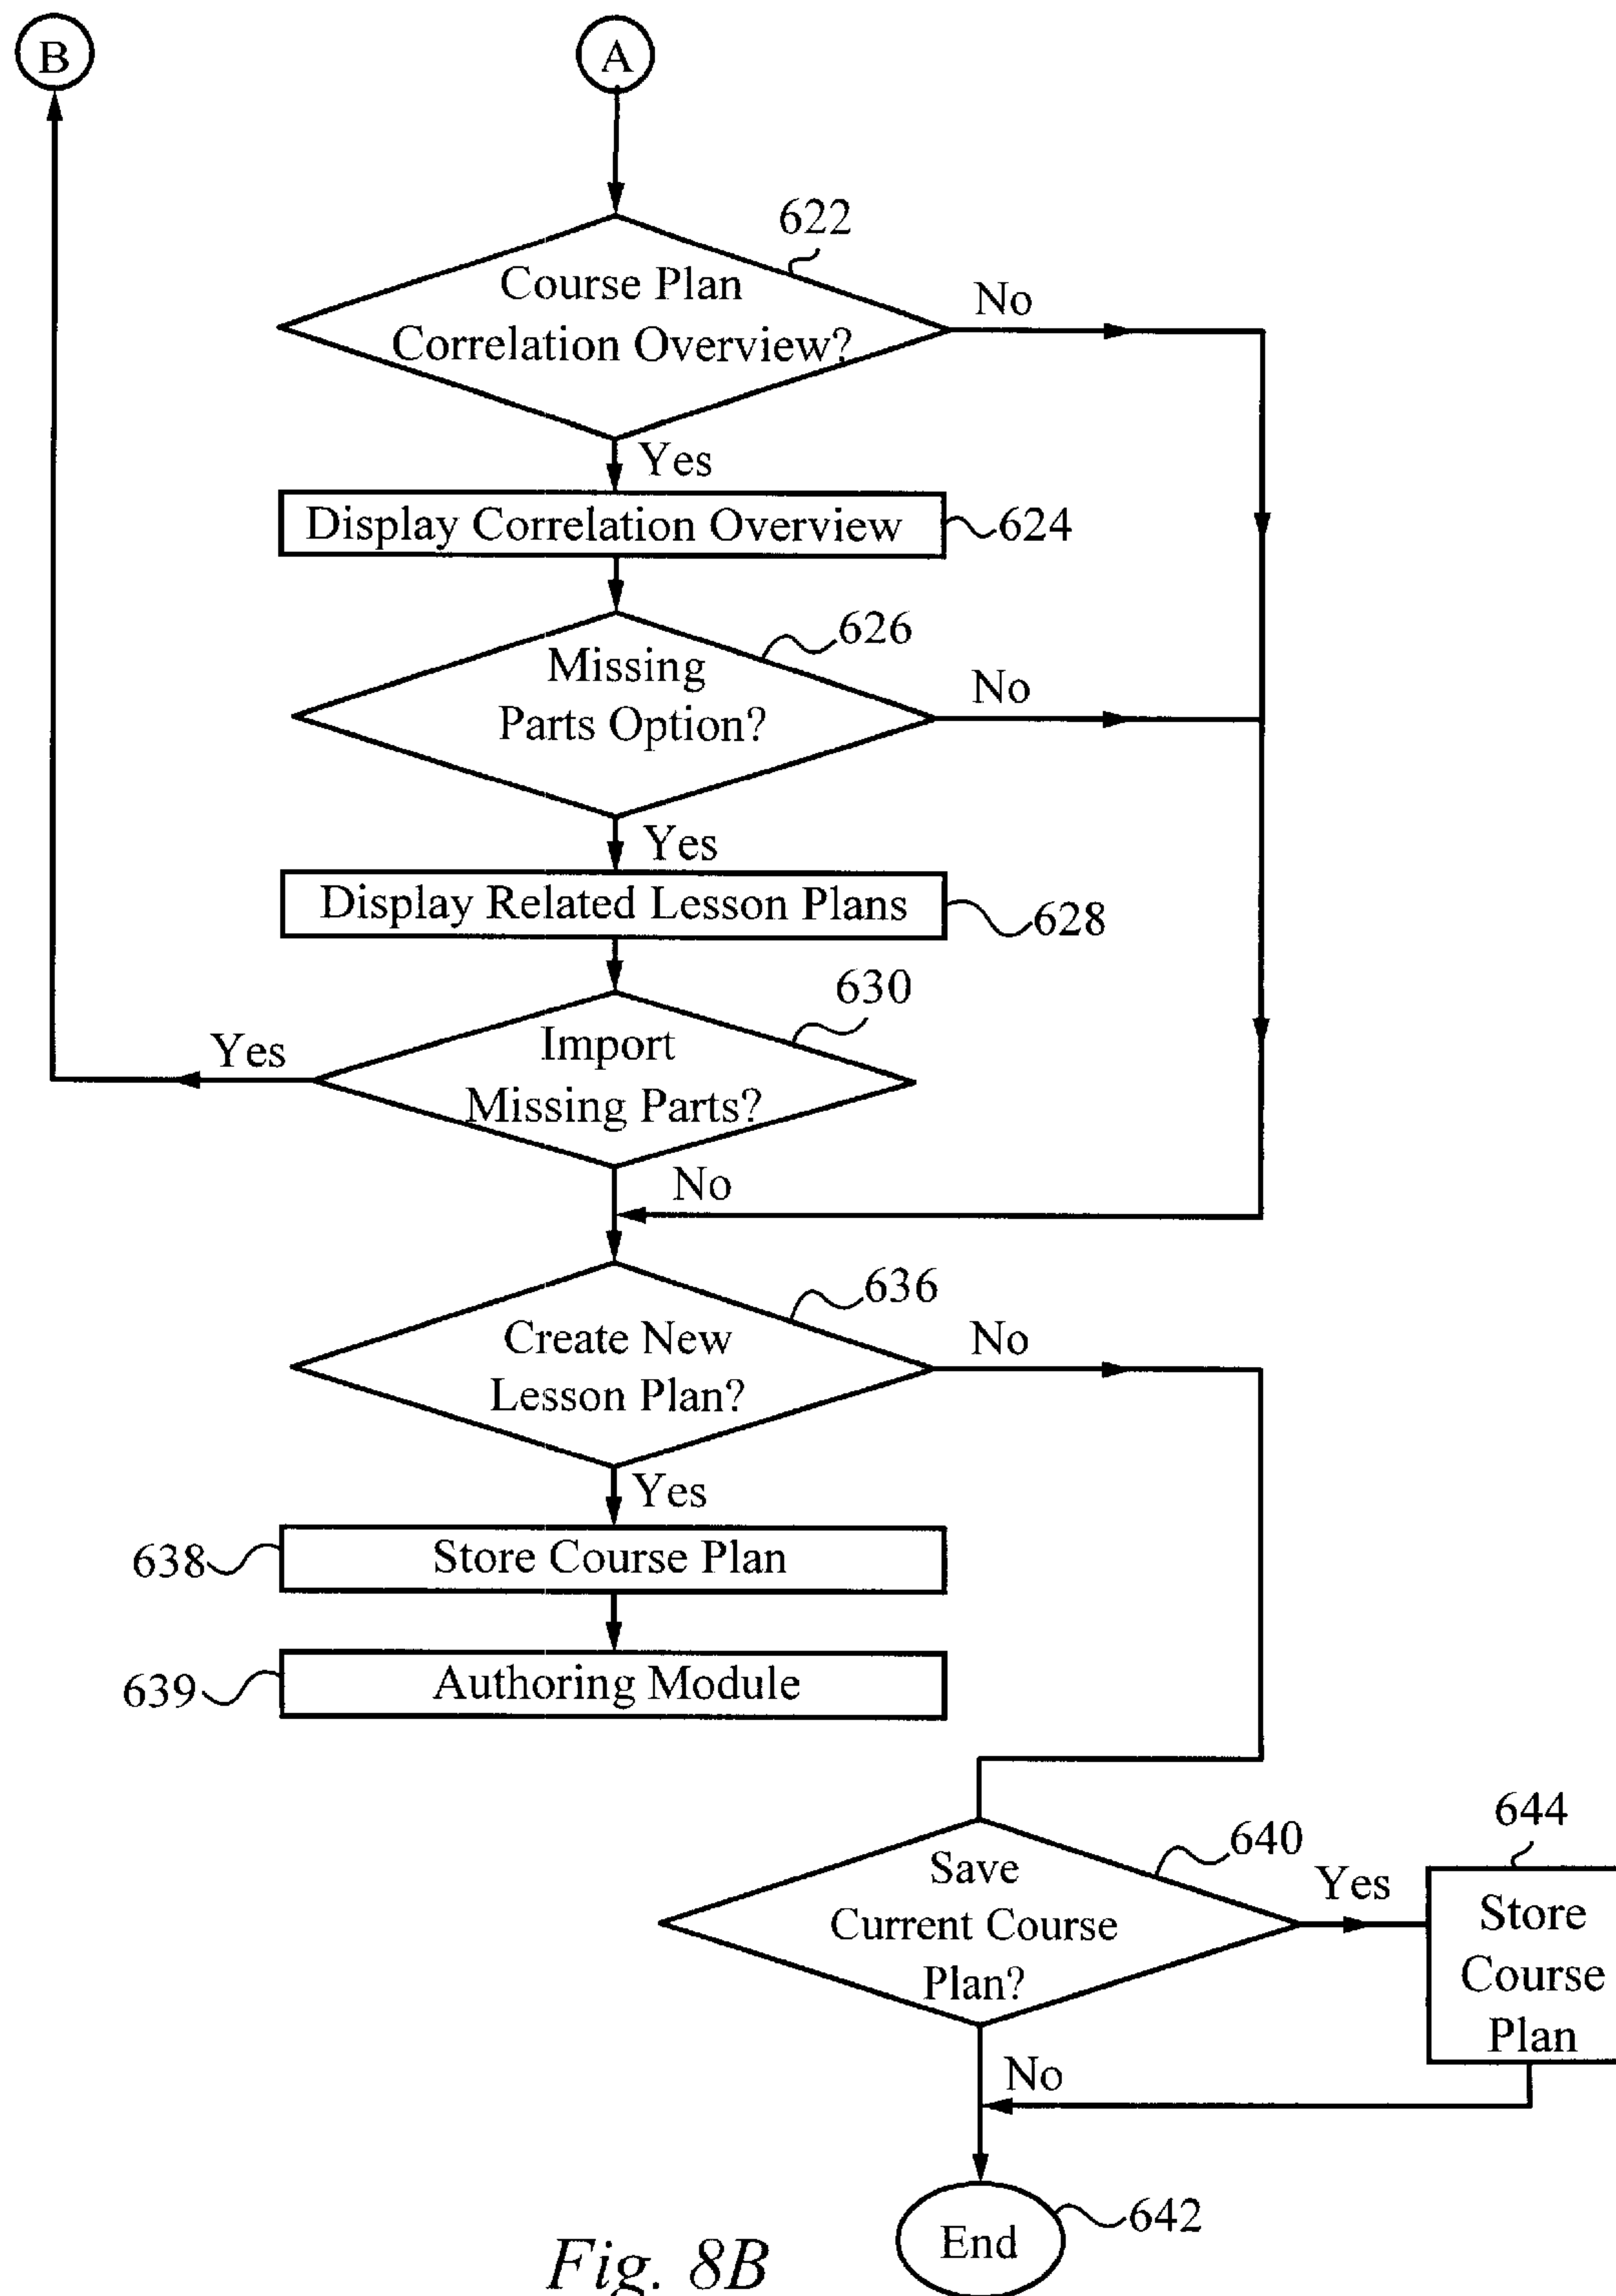 B
A
622
Course Plan
Correlation Overview?
No
Yes
Display Correlation Overview
624
626
Missing
Parts Option?
No
Yes
Display Related Lesson Plans
628
630
Import
Missing Parts?
Yes
No
636
Create New
Lesson Plan?
No
Yes
638
Store Course Plan
639
Authoring Module
640
Save
Current Course
Plan?
Yes
644
Store
Course
Plan
No
End
642
Fig. 8B